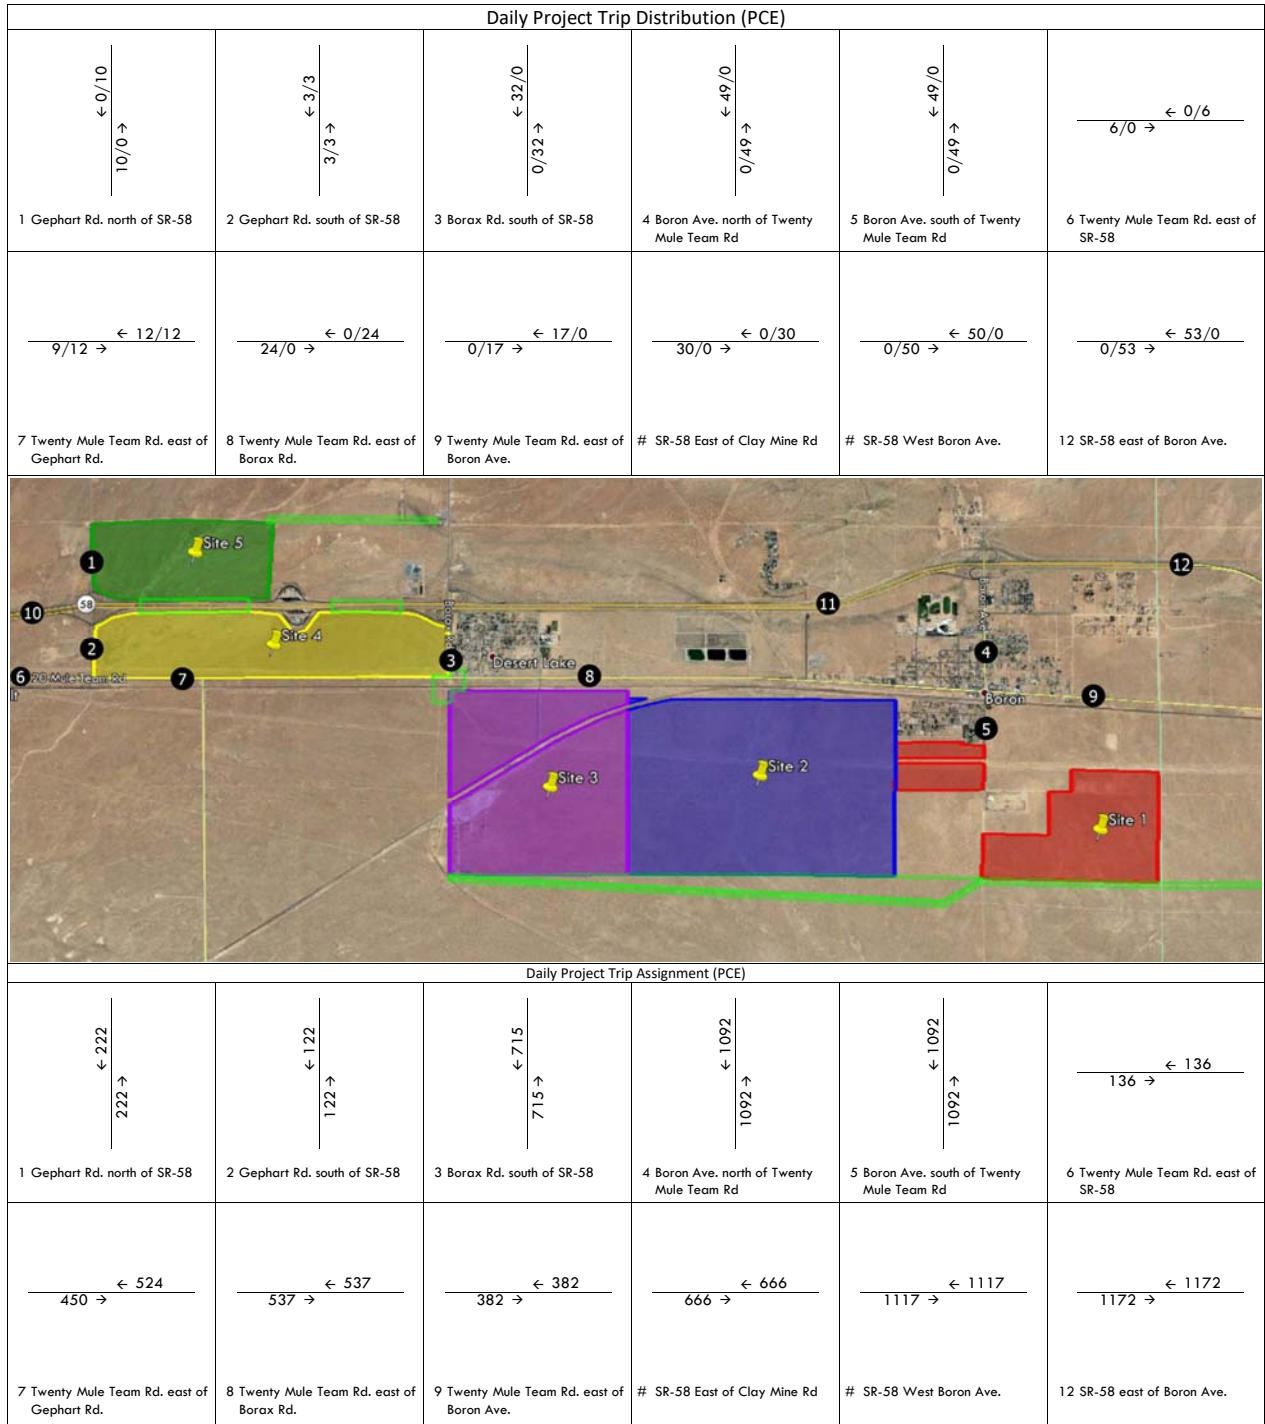 Daily Project Trip Distribution (PCE)
← 0/10
10/0 →
1 Gephart Rd. north of SR-58
← 3/3
3/3 →
2 Gephart Rd. south of SR-58
← 32/0
0/32 →
3 Borax Rd. south of SR-58
← 49/0
0/49 →
4 Boron Ave. north of Twenty
Mule Team Rd
← 49/0
0/49 →
5 Boron Ave. south of Twenty
Mule Team Rd
← 0/6
6/0 →
6 Twenty Mule Team Rd. east of
SR-58
← 12/12
9/12 →
7 Twenty Mule Team Rd. east of
Gephart Rd.
← 0/24
24/0 →
8 Twenty Mule Team Rd. east of
Borax Rd.
← 17/0
0/17 →
9 Twenty Mule Team Rd. east of
Boron Ave.
← 0/30
30/0 →
# SR-58 East of Clay Mine Rd
← 50/0
0/50 →
# SR-58 West Boron Ave.
← 53/0
0/53 →
12 SR-58 east of Boron Ave.
Site 5
1
12
10
58
11
Site 4
2
3
Desert Lake
4
6
20 Mule Team Rd
7
8
9
Boron
5
Site 3
Site 2
Site 1
Daily Project Trip Assignment (PCE)
← 222
222 →
1 Gephart Rd. north of SR-58
← 122
122 →
2 Gephart Rd. south of SR-58
← 715
715 →
3 Borax Rd. south of SR-58
← 1092
1092 →
4 Boron Ave. north of Twenty
Mule Team Rd
← 1092
1092 →
5 Boron Ave. south of Twenty
Mule Team Rd
← 136
136 →
6 Twenty Mule Team Rd. east of
SR-58
← 524
450 →
7 Twenty Mule Team Rd. east of
Gephart Rd.
← 537
537 →
8 Twenty Mule Team Rd. east of
Borax Rd.
← 382
382 →
9 Twenty Mule Team Rd. east of
Boron Ave.
← 666
666 →
# SR-58 East of Clay Mine Rd
← 1117
1117 →
# SR-58 West Boron Ave.
← 1172
1172 →
12 SR-58 east of Boron Ave.